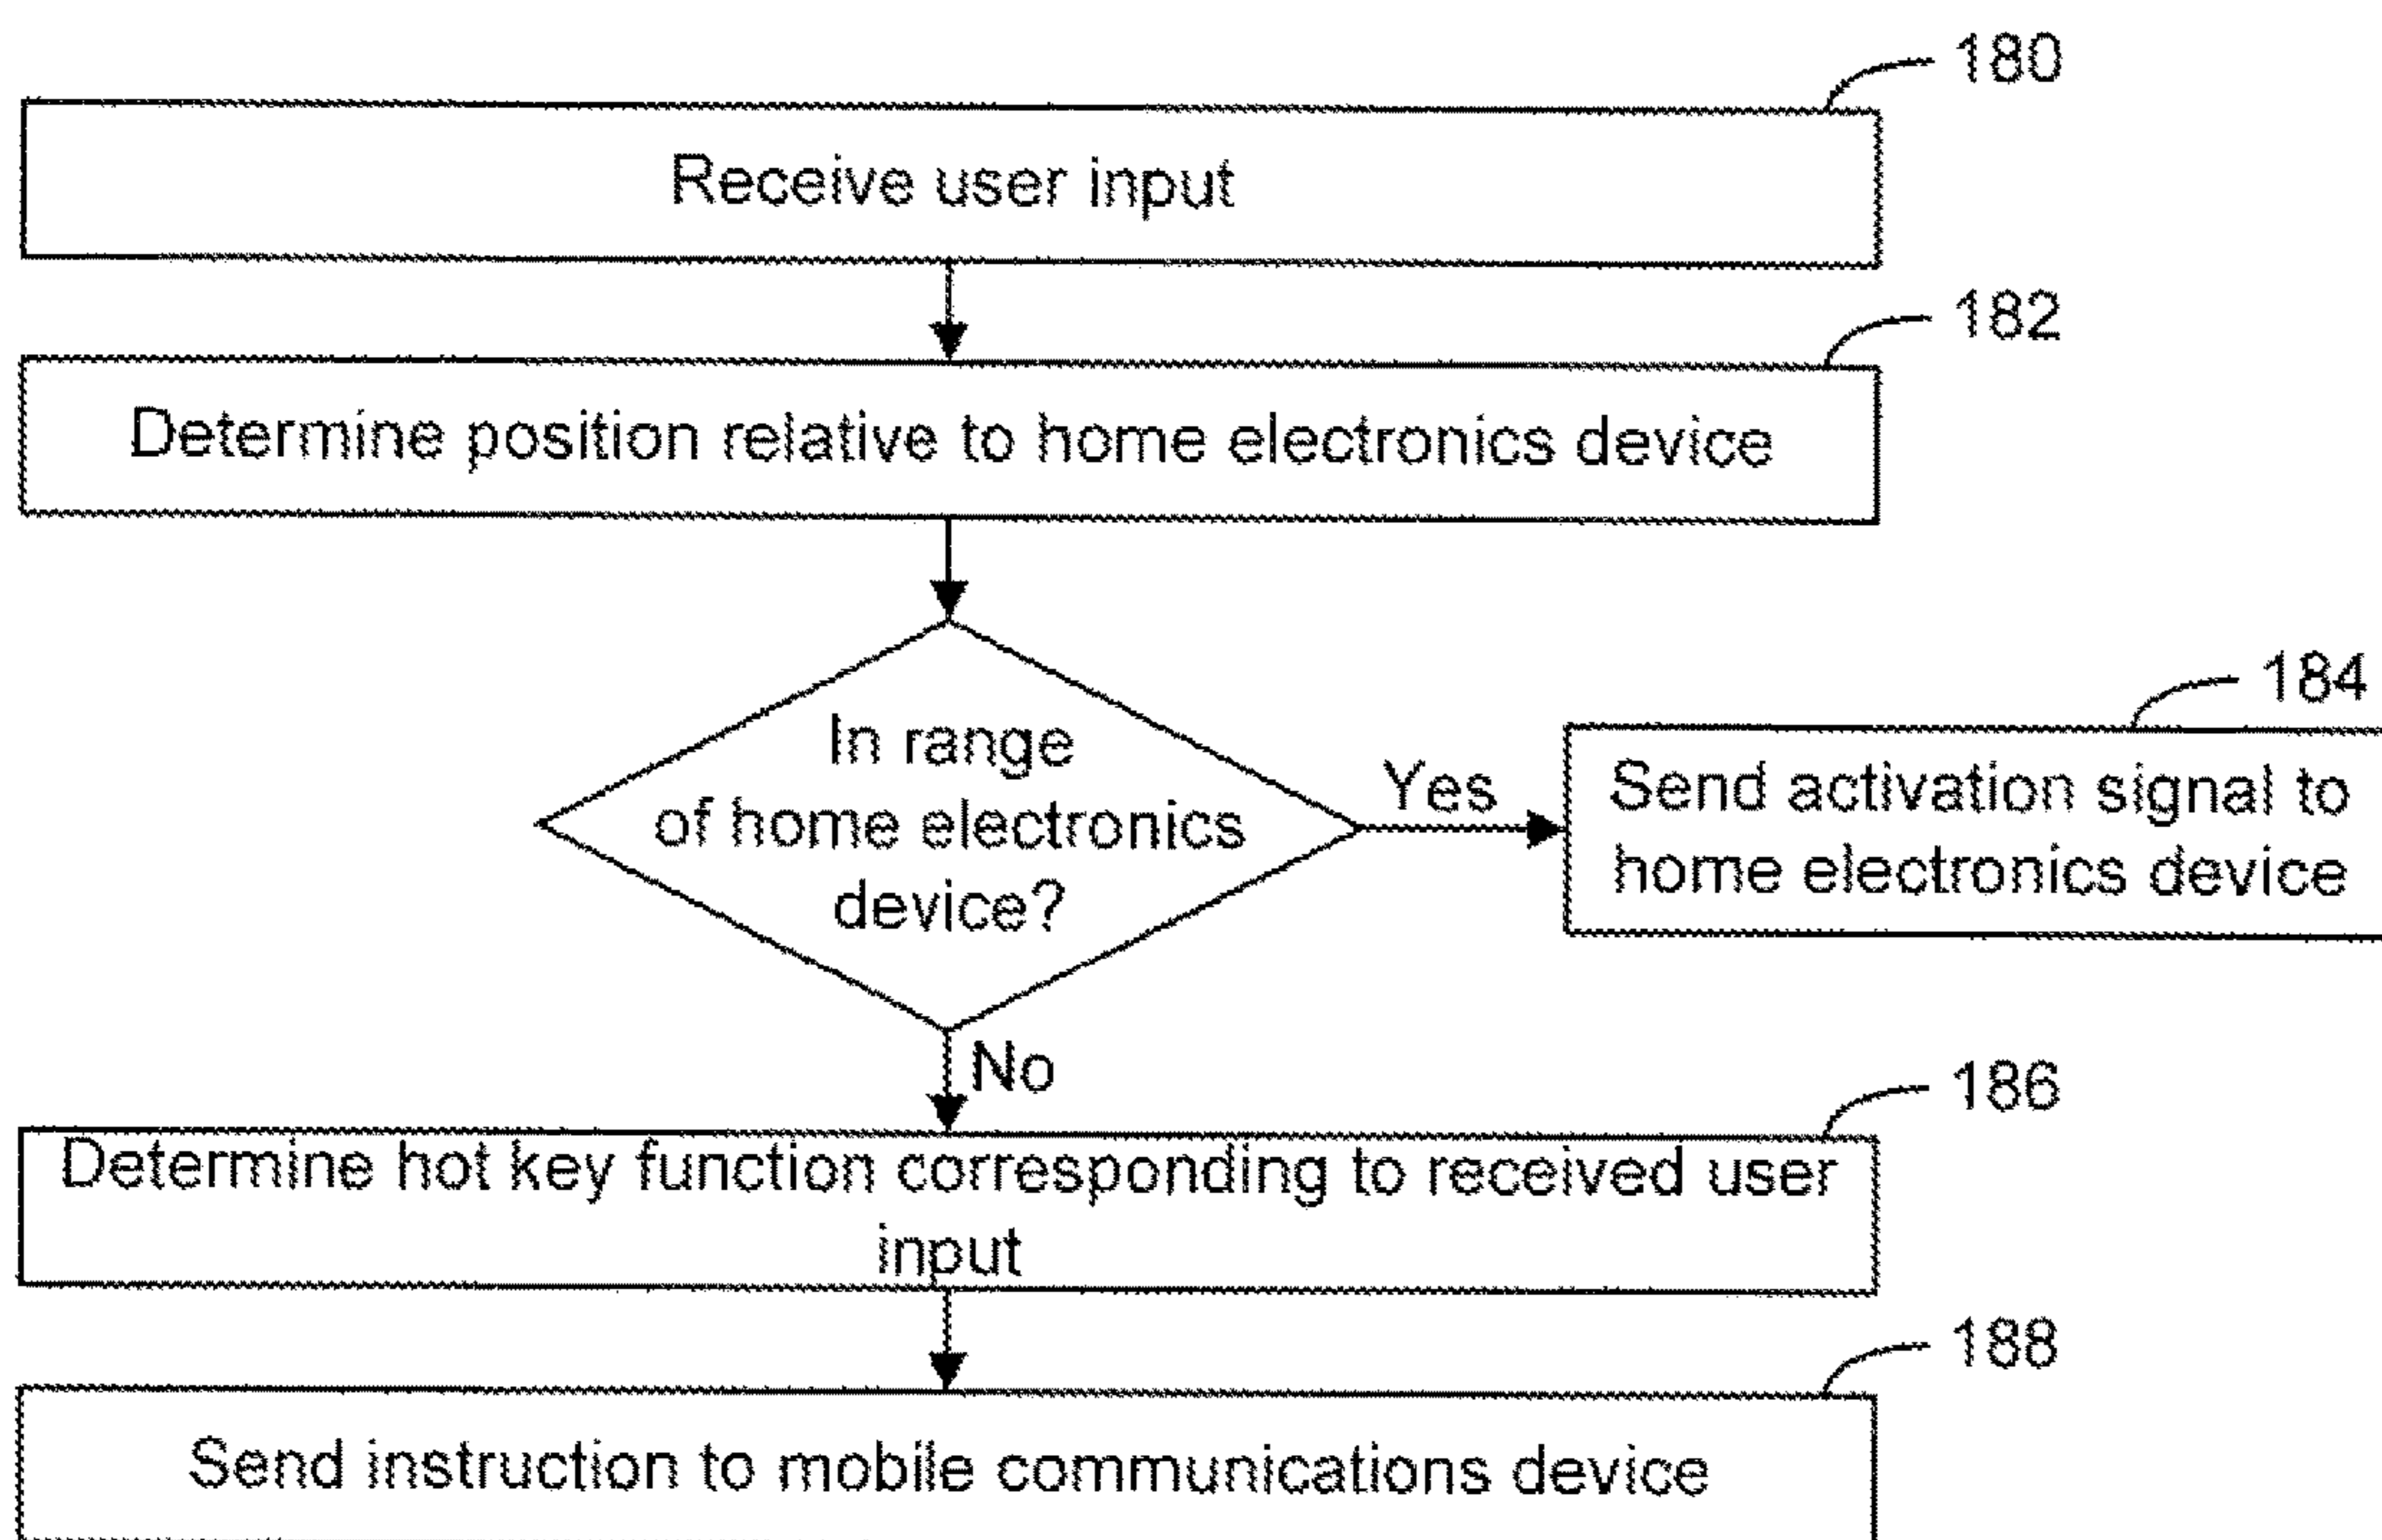 180
Receive user input
182
Determine position relative to home electronics device
In range
of home electronics
device?
Yes
184
Send activation signal to
home electronics device
No
186
Determine hot key function corresponding to received user
input
188
Send instruction to mobile communications device